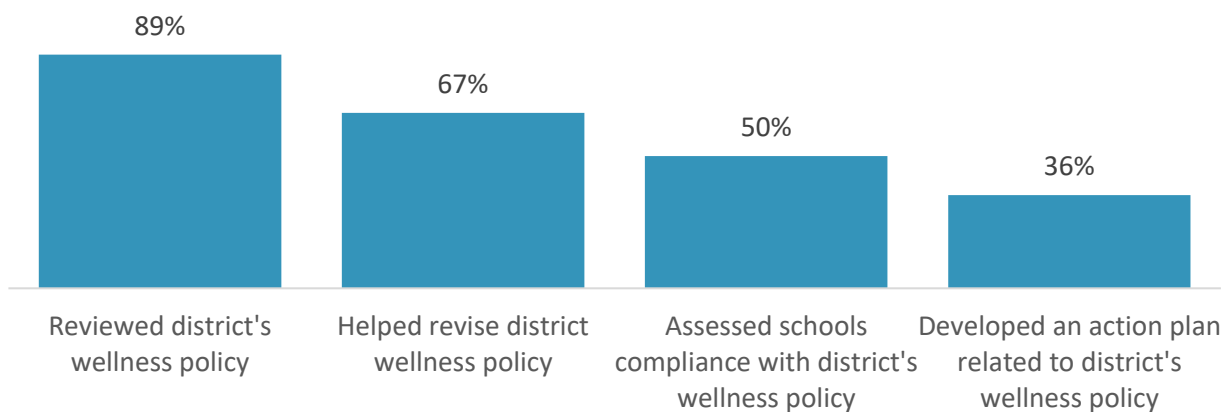 89%
67%
50%
36%
Reviewed district's
wellness policy
Helped revise district
wellness policy
Assessed schools
compliance with district's
wellness policy
Developed an action plan
related to district's
wellness policy